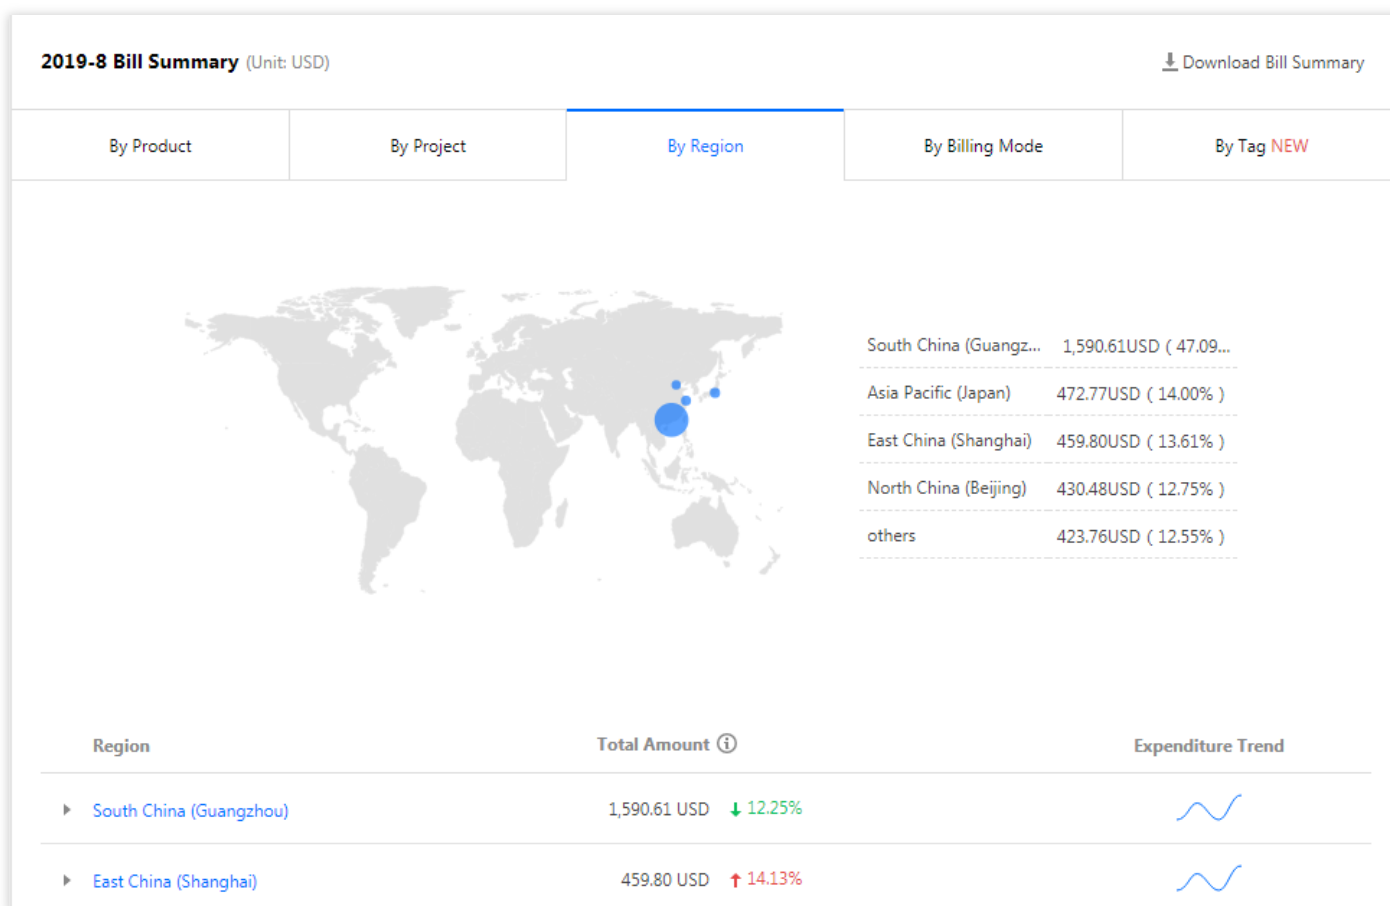 2019-8 Bill Summary (Unit: USD) Download Bill Summary
By Product By Project By Region By Billing Mode By Tag NEW
South China (Guangz... 1,590.61USD ( 47.09...
Asia Pacific (Japan) 472.77USD ( 14.00% )
East China (Shanghai) 459.80USD ( 13.61% )
North China (Beijing) 430.48USD ( 12.75% )
others 423.76USD ( 12.55% )
Region Total Amount Expenditure Trend
South China (Guangzhou) 1,590.61 USD 12.25%
East China (Shanghai) 459.80 USD 14.13%